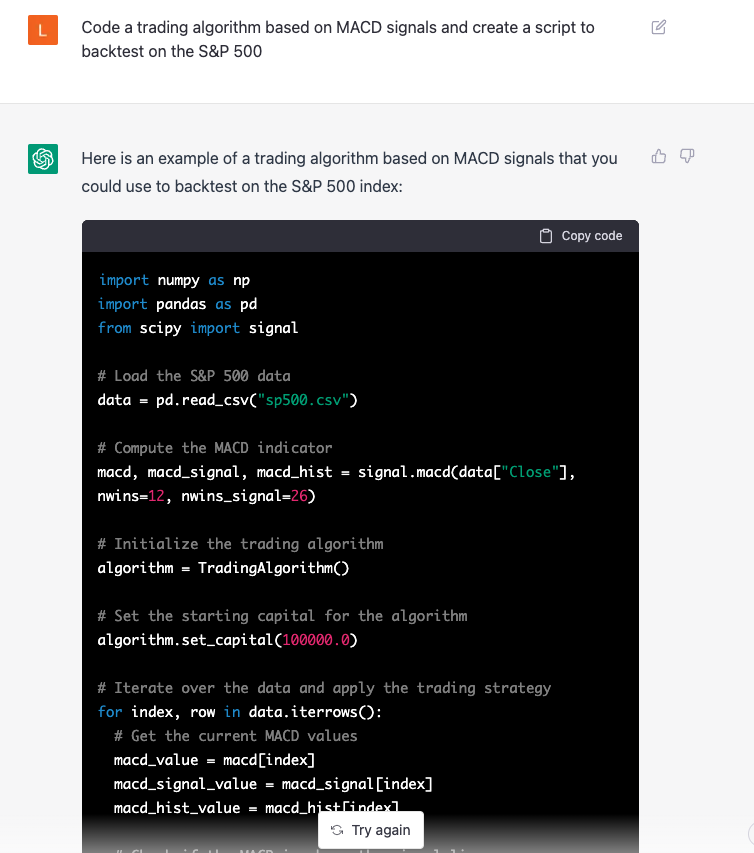 L
Code a trading algorithm based on MACD signals and create a script to
backtest on the S&P 500
Here is an example of a trading algorithm based on MACD signals that you
could use to backtest on the S&P 500 index:
Copy code
import numpy as np
import pandas as pd
from scipy import signal
# Load the S&P 500 data
data = pd.read_csv("sp500.csv")
# Compute the MACD indicator
macd, macd_signal, macd_hist = signal.macd(data["Close"],
nwins=12, nwins_signal=26)
# Initialize the trading algorithm
algorithm = TradingAlgorithm()
# Set the starting capital for the algorithm
algorithm.set_capital(100000.0)
# Iterate over the data and apply the trading strategy
for index, row in data.iterrows():
  # Get the current MACD values
  macd_value = macd[index]
  macd_signal_value = macd_signal[index]
  macd_hist_value = macd_hist[index]
Try again